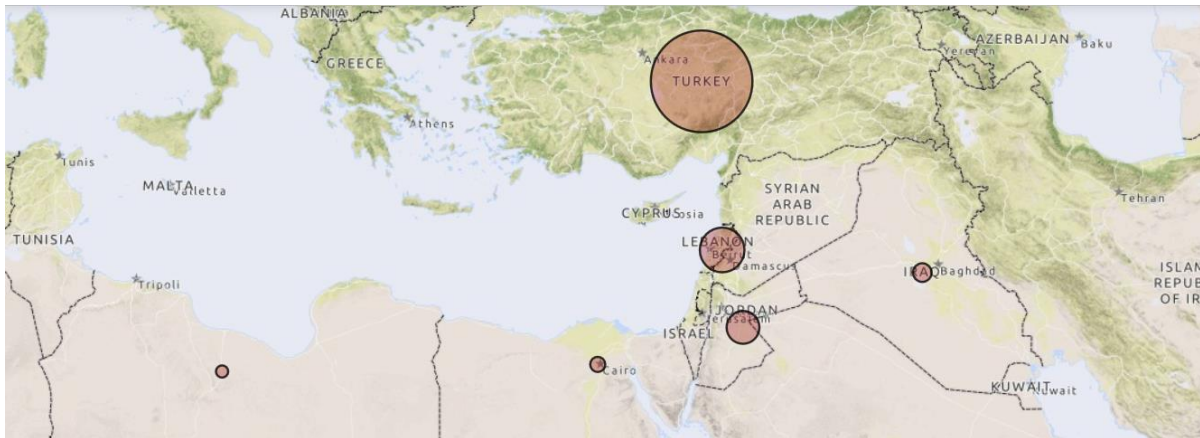 ALBANIA
GREECE
Ankara
TURKEY
AZERBAIJAN
Yerevan
Baku
Athens
Tunis
MALTA
Valletta
TUNISIA
Tripoli
CYPRUS
SYRIAN
ARAB
REPUBLIC
Tehran
LEBANON
Beirut
Damascus
IRAQ
Baghdad
ISLAM
REPUB
OF IR
JORDAN
Jerusalem
ISRAEL
Cairo
KUWAIT
Kuwait